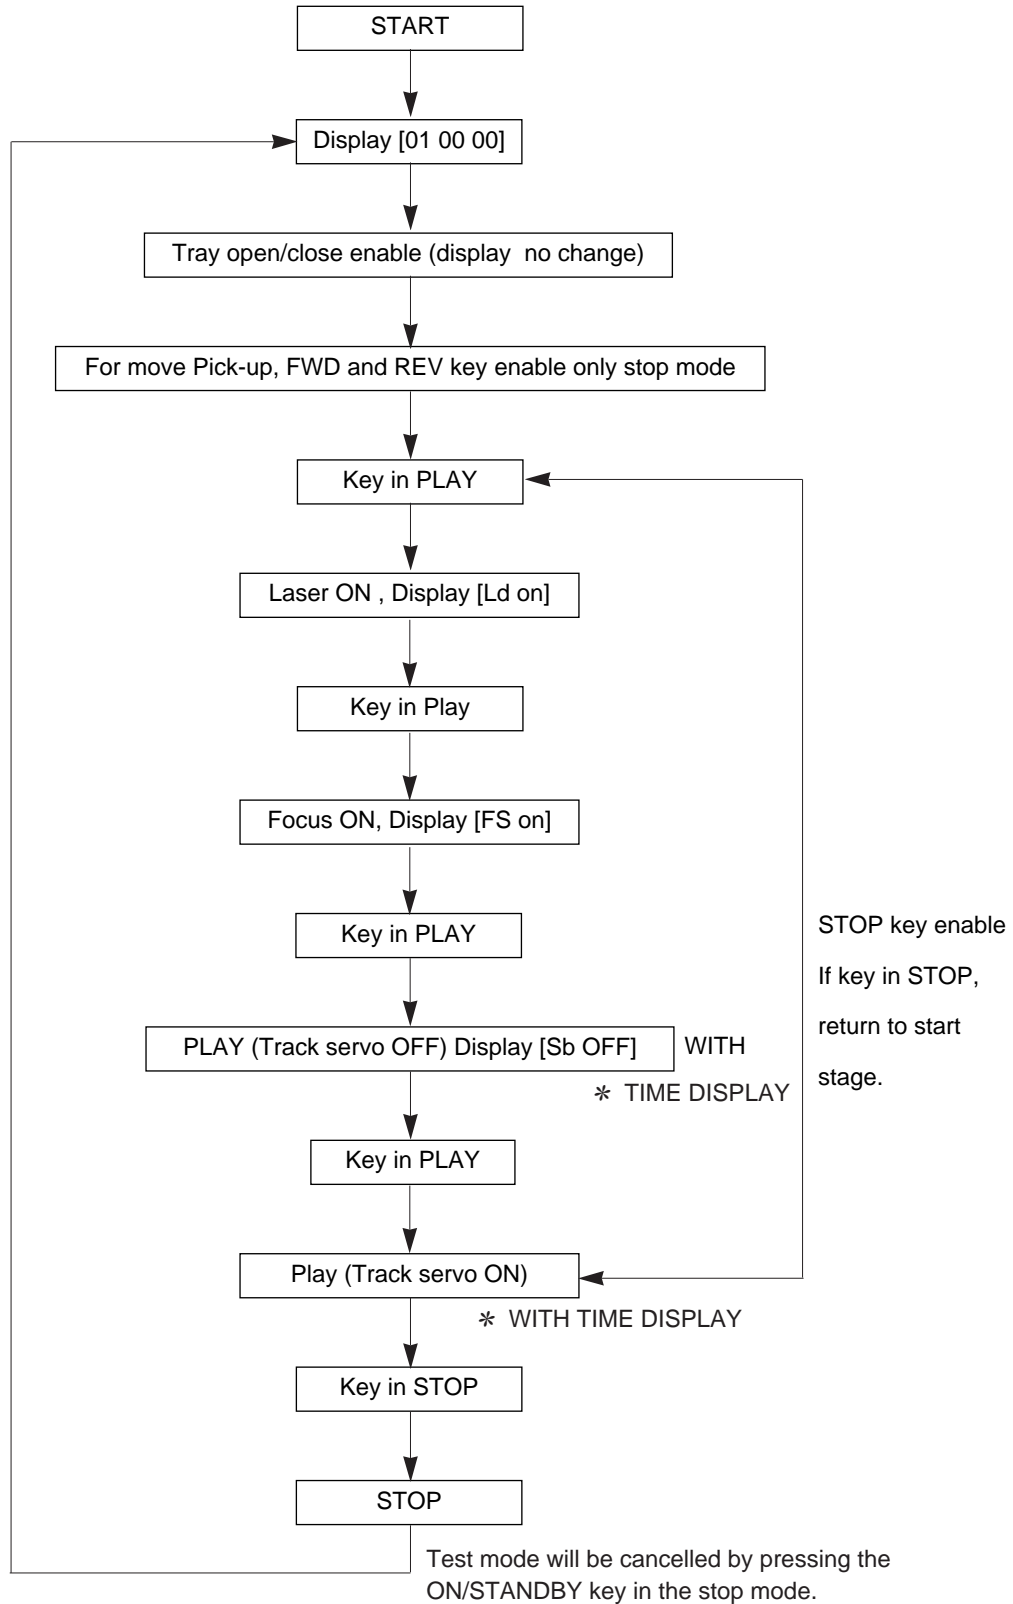 START
Display [01 00 00]
Tray open/close enable (display  no change)
For move Pick-up, FWD and REV key enable only stop mode
Key in PLAY
Laser ON , Display [Ld on]
Key in Play
Focus ON, Display [FS on]
Key in PLAY
PLAY (Track servo OFF) Display [Sb OFF] WITH
* TIME DISPLAY
Key in PLAY
Play (Track servo ON)
* WITH TIME DISPLAY
Key in STOP
STOP
Test mode will be cancelled by pressing the
ON/STANDBY key in the stop mode.
STOP key enable
If key in STOP,
return to start
stage.